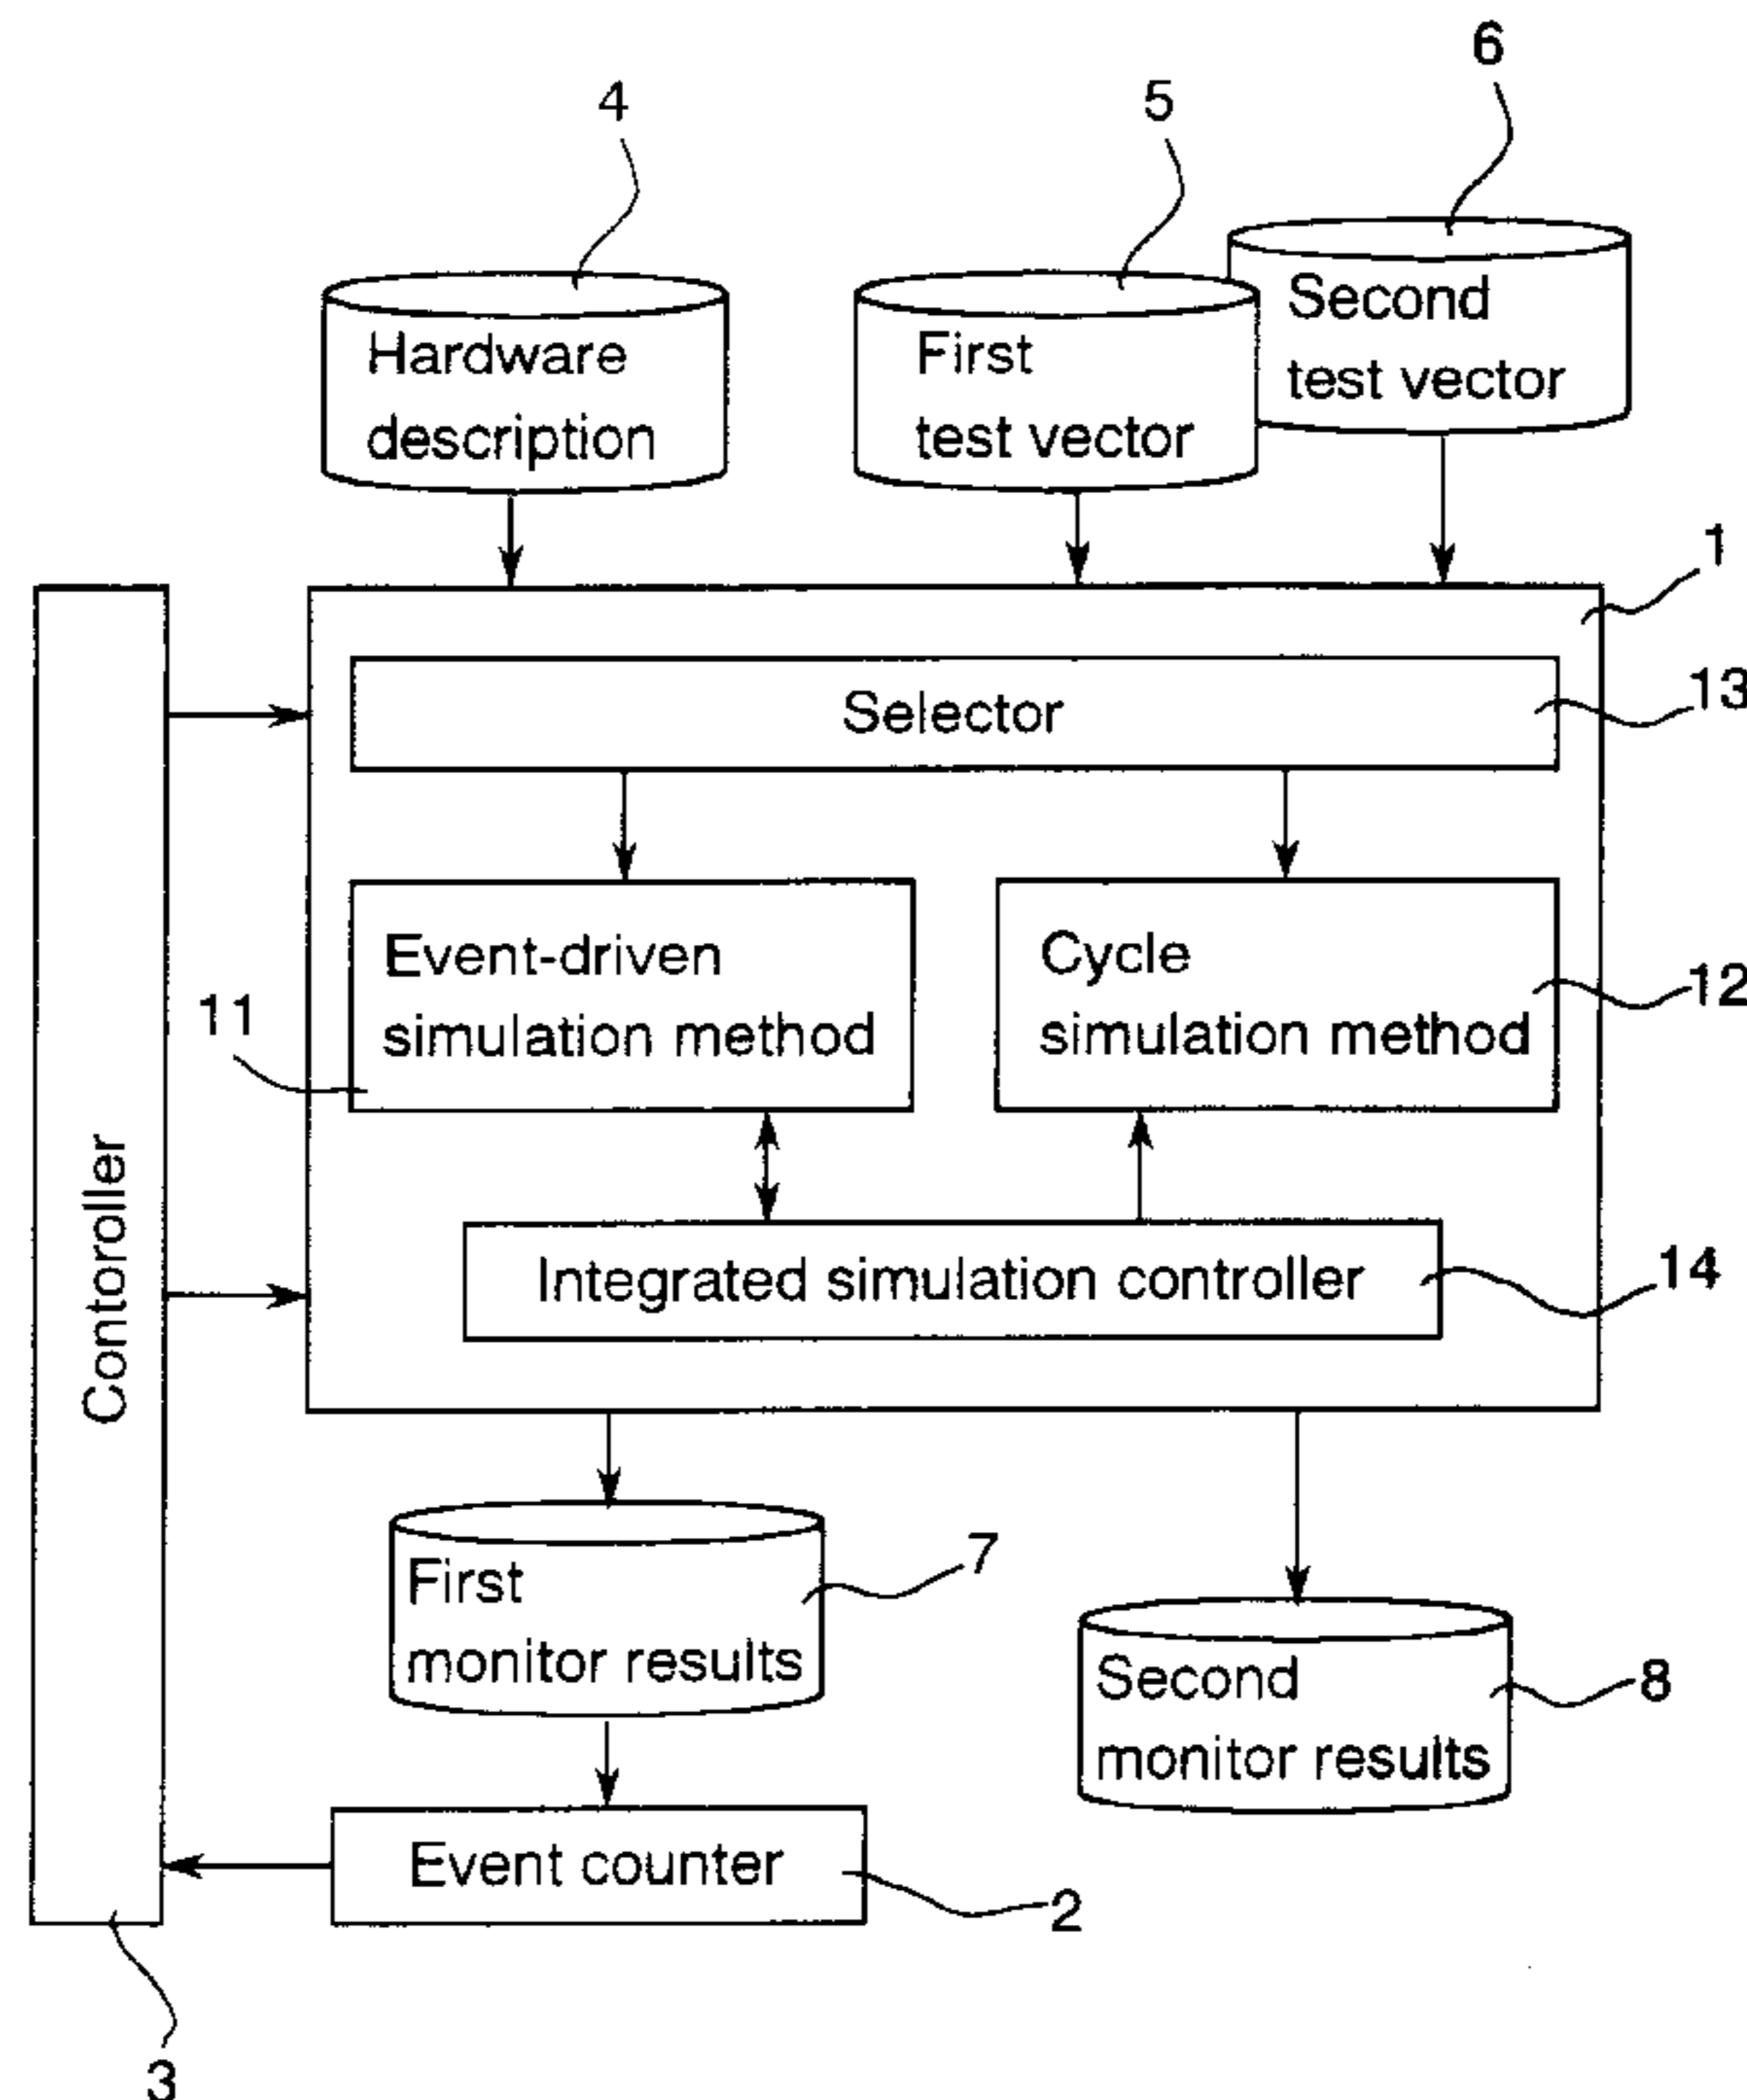 6
4
5
Second
test vector
Hardware
description
First
test vector
1
Selector
13
Event-driven
simulation method
Cycle
simulation method
12
11
Contoroller
Integrated simulation controller
14
First
monitor results
7
Second
monitor results
8
Event counter
2
3